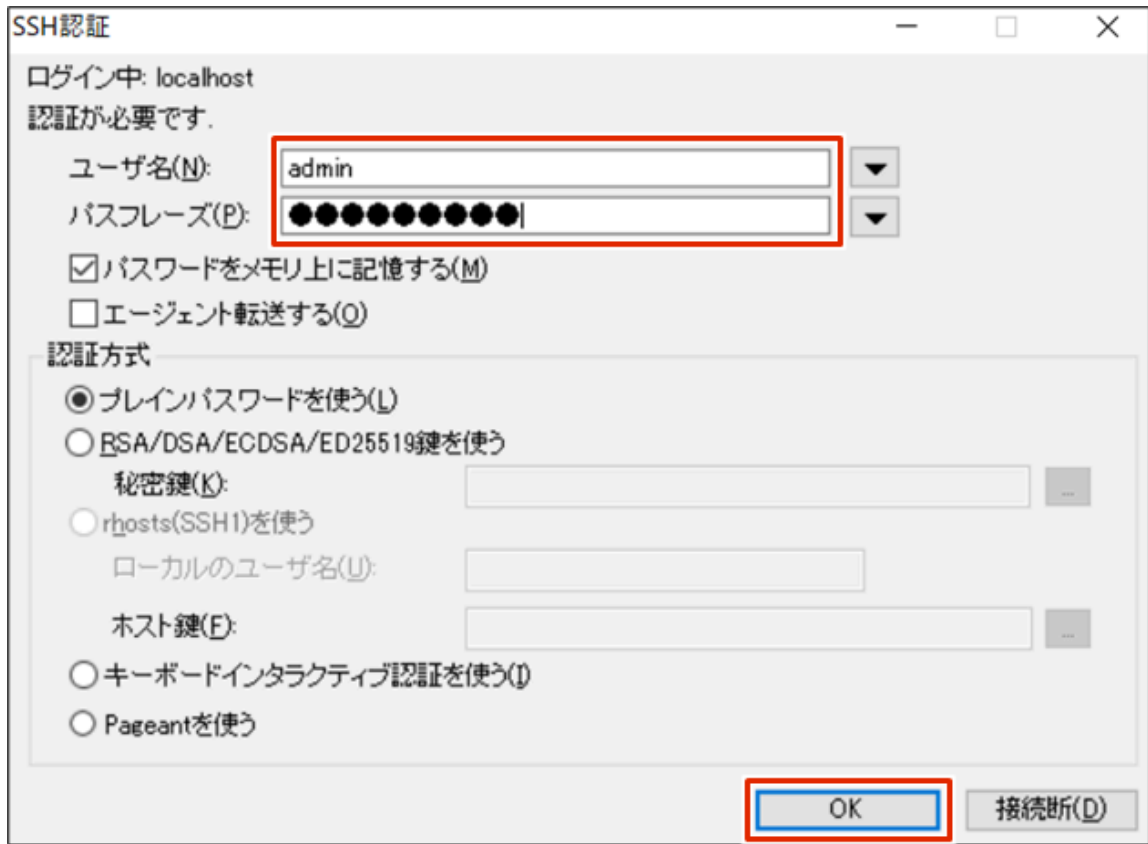 SSH認証
ログイン中: localhost
認証が必要です.
ユーザ名(N): admin
パスフレーズ(P): ●●●●●●●●●
パスワードをメモリ上に記憶する(M)
エージェント転送する(O)
認証方式
プレインパスワードを使う(L)
RSA/DSA/ECDSA/ED25519鍵を使う
秘密鍵(K): ...
rhosts(SSH1)を使う
ローカルのユーザ名(U):
ホスト鍵(F): ...
キーボードインタラクティブ認証を使う(I)
Pageantを使う
OK 接続断(D)